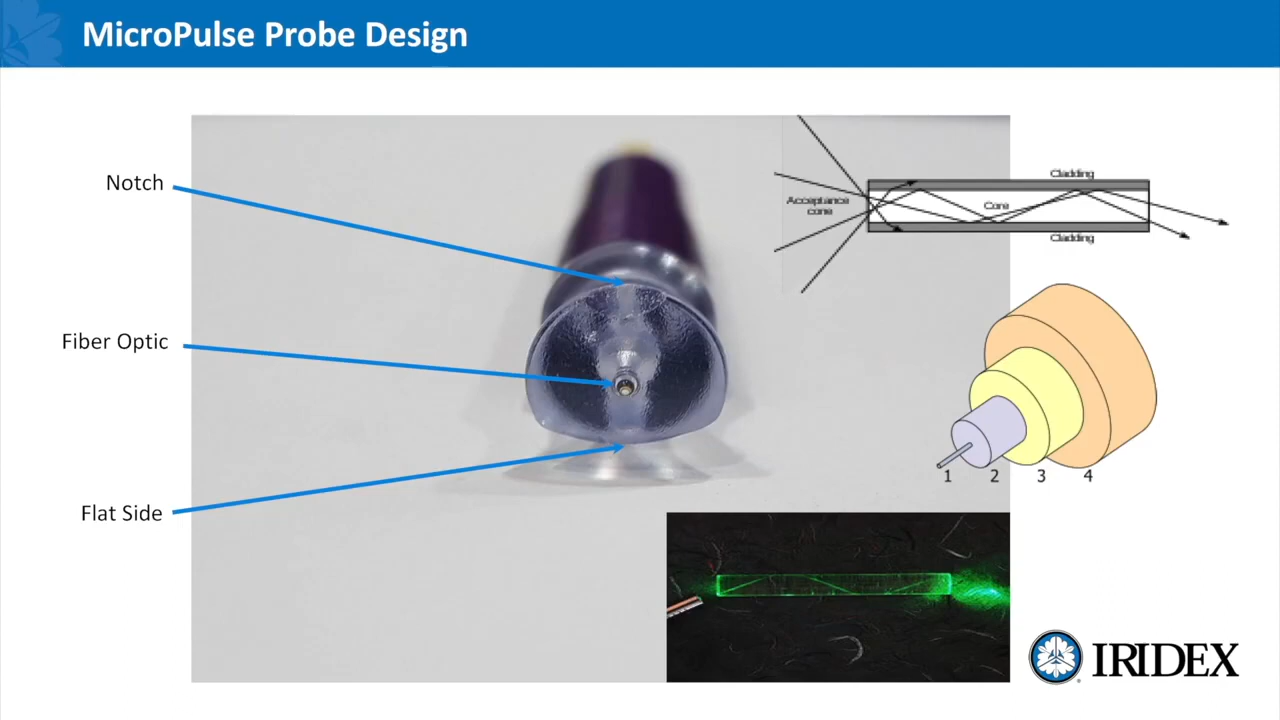 MicroPulse Probe Design
Notch
Fiber Optic
Flat Side
Cladding
Acceptance
cone
Core
Cladding
1 2 3 4
IRIDEX